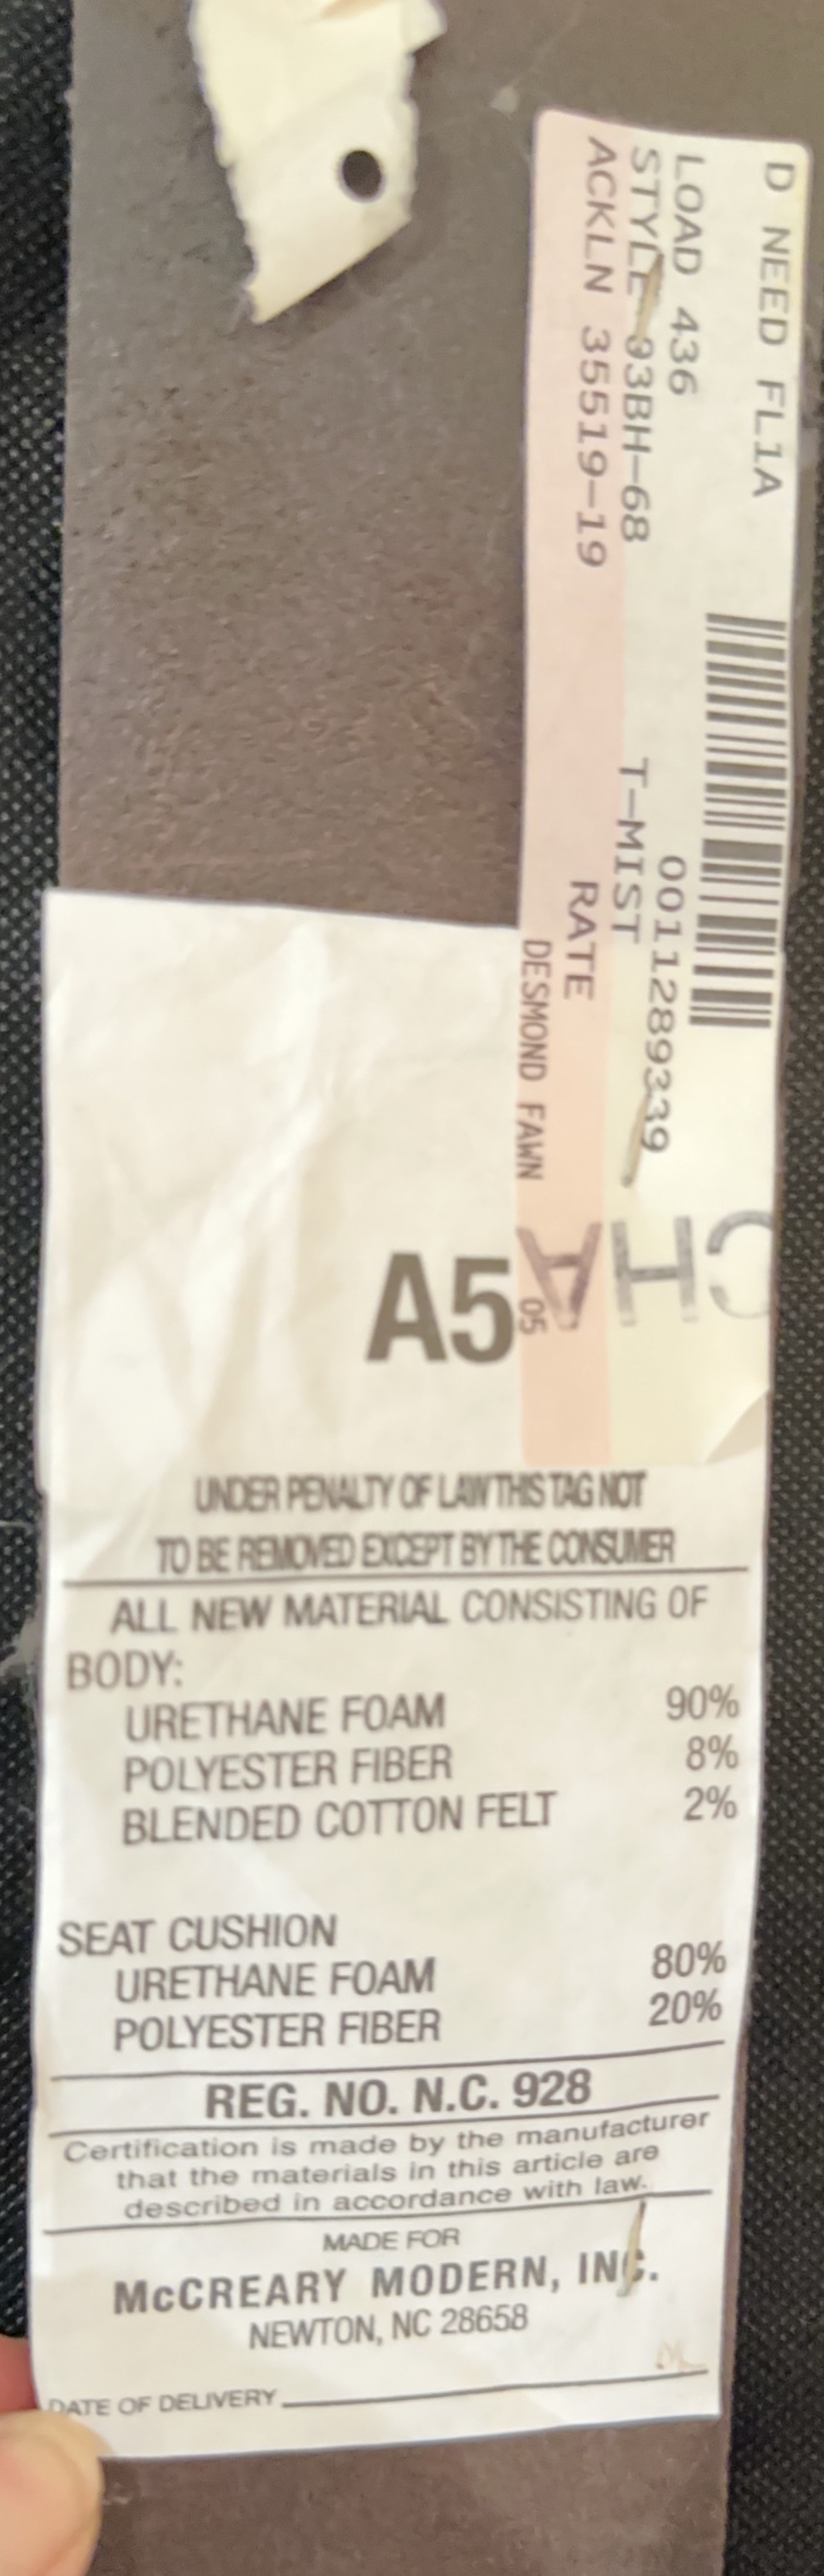 D NEED FL1A
LOAD 436
0011289339
STYLE 93BH-68 T-MIST
ACKLN 35519-19 RATE
DESMOND FAWN 05
CHA
A5
UNDER PENALTY OF LAW THIS TAG NOT
TO BE REMOVED EXCEPT BY THE CONSUMER
ALL NEW MATERIAL CONSISTING OF
BODY:
URETHANE FOAM 90%
POLYESTER FIBER 8%
BLENDED COTTON FELT 2%
SEAT CUSHION
URETHANE FOAM 80%
POLYESTER FIBER 20%
REG. NO. N.C. 928
Certification is made by the manufacturer
that the materials in this article are
described in accordance with law.
MADE FOR
McCREARY MODERN, INC.
NEWTON, NC 28658
DATE OF DELIVERY